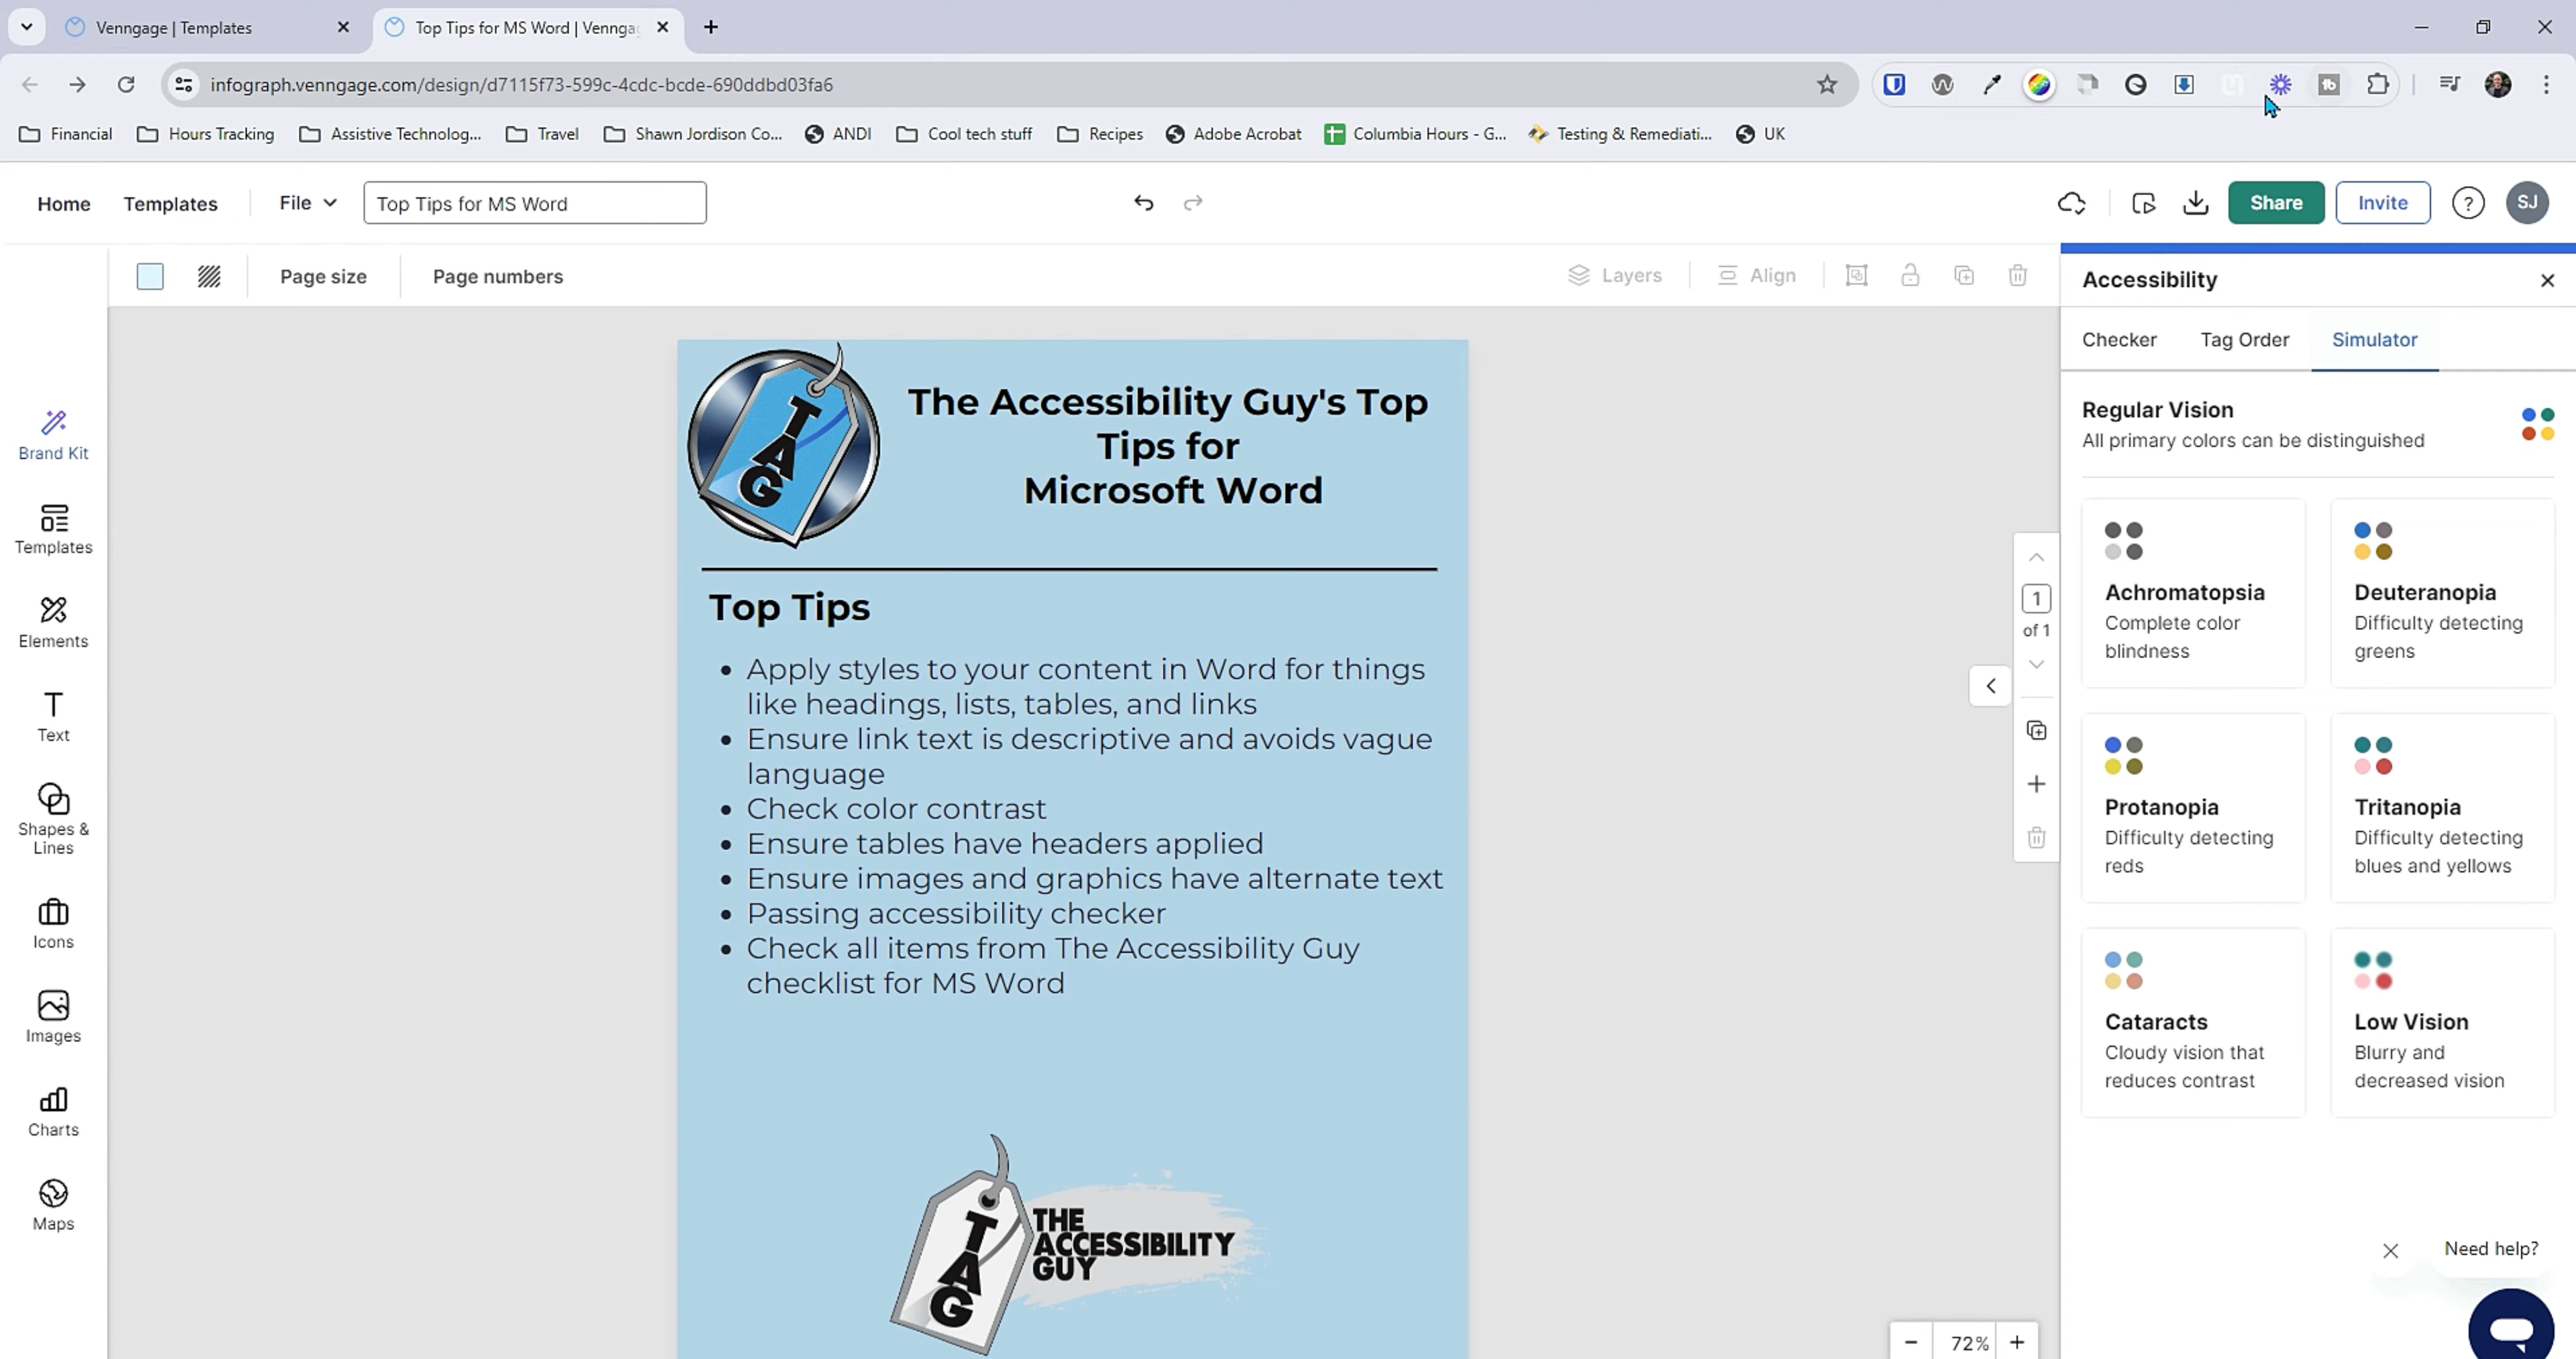 Venngage | Templates
Top Tips for MS Word | Vennga
infograph.venngage.com/design/d7115f73-599c-4cdc-bcde-690ddbd03fa6
Financial
Hours Tracking
Assistive Technolog...
Travel
Shawn Jordison Co...
ANDI
Cool tech stuff
Recipes
Adobe Acrobat
Columbia Hours - G...
Testing & Remediati...
UK
Home
Templates
File
Top Tips for MS Word
Share
Invite
?
SJ
Page size
Page numbers
Layers
Align
Brand Kit
Templates
Elements
Text
Shapes &
Lines
Icons
Images
Charts
Maps
TAG
The Accessibility Guy's Top
Tips for
Microsoft Word
Top Tips
• Apply styles to your content in Word for things
like headings, lists, tables, and links
• Ensure link text is descriptive and avoids vague
language
• Check color contrast
• Ensure tables have headers applied
• Ensure images and graphics have alternate text
• Passing accessibility checker
• Check all items from The Accessibility Guy
checklist for MS Word
TAG
THE
ACCESSIBILITY
GUY
1
of 1
72%
Accessibility
Checker
Tag Order
Simulator
Regular Vision
All primary colors can be distinguished
Achromatopsia
Complete color
blindness
Deuteranopia
Difficulty detecting
greens
Protanopia
Difficulty detecting
reds
Tritanopia
Difficulty detecting
blues and yellows
Cataracts
Cloudy vision that
reduces contrast
Low Vision
Blurry and
decreased vision
Need help?